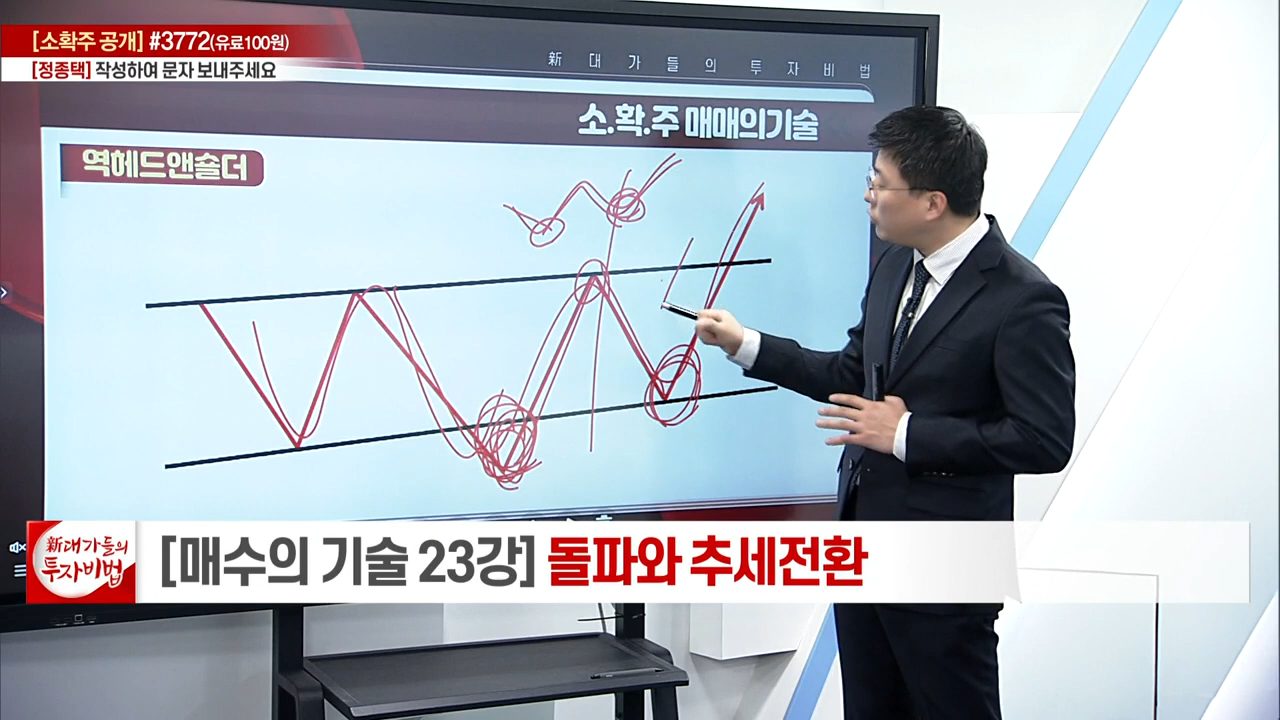 [소확주 공개] #3772(유료100원)
[정종택] 작성하여 문자 보내주세요
新 대 가 들 의 투 자 비 법
소.확.주 매매의기술
역헤드앤숄더
新대가들의
투자비법
[매수의 기술 23강] 돌파와 추세전환